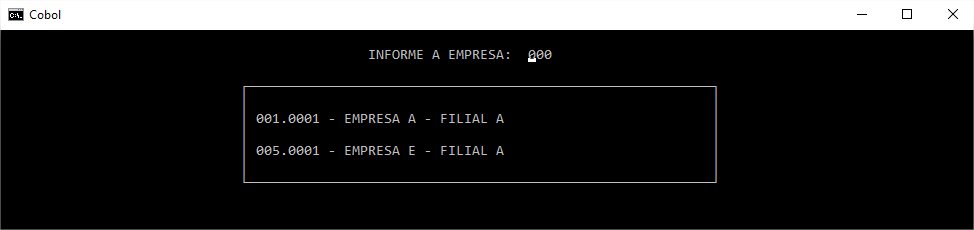 Cobol
INFORME A EMPRESA: 000
001.0001 - EMPRESA A - FILIAL A
005.0001 - EMPRESA E - FILIAL A